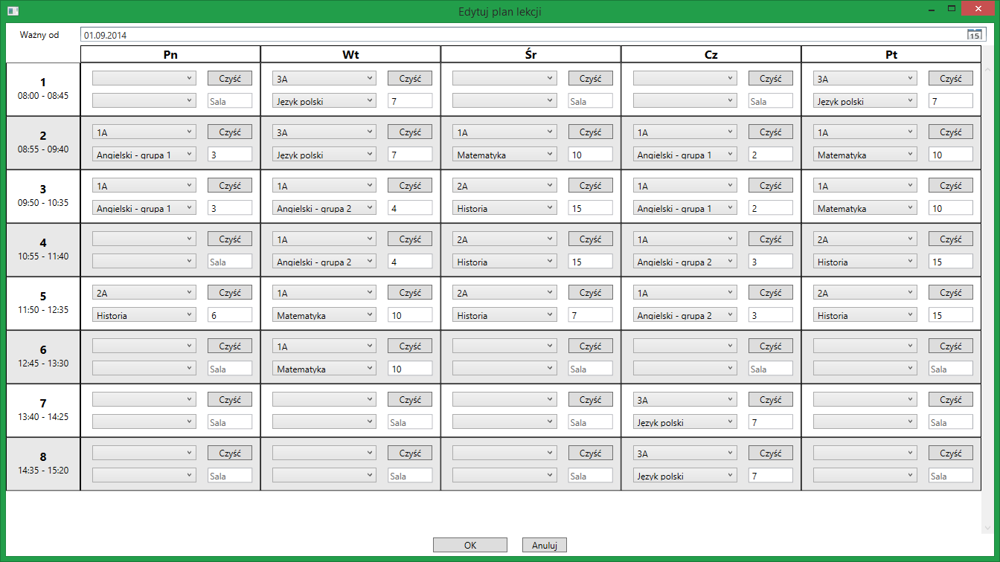 Edytuj plan lekcji
Ważny od 01.09.2014 15
Pn Wt Śr Cz Pt
1 Czyść 3A Czyść Czyść Czyść 3A Czyść
08:00 - 08:45 Sala Język polski 7 Sala Sala Język polski 7
2 1A Czyść 3A Czyść 1A Czyść 1A Czyść 1A Czyść
08:55 - 09:40 Angielski - grupa 1 3 Język polski 7 Matematyka 10 Angielski - grupa 1 2 Matematyka 10
3 1A Czyść 1A Czyść 2A Czyść 1A Czyść 1A Czyść
09:50 - 10:35 Angielski - grupa 1 3 Angielski - grupa 2 4 Historia 15 Angielski - grupa 1 2 Matematyka 10
4 Czyść 1A Czyść 2A Czyść 1A Czyść 2A Czyść
10:55 - 11:40 Sala Angielski - grupa 2 4 Historia 15 Angielski - grupa 2 3 Historia 15
5 2A Czyść 1A Czyść 2A Czyść 1A Czyść 2A Czyść
11:50 - 12:35 Historia 6 Matematyka 10 Historia 7 Angielski - grupa 2 3 Historia 15
6 Czyść 1A Czyść Czyść Czyść Czyść
12:45 - 13:30 Sala Matematyka 10 Sala Sala Sala
7 Czyść Czyść Czyść 3A Czyść Czyść
13:40 - 14:25 Sala Sala Sala Język polski 7 Sala
8 Czyść Czyść Czyść 3A Czyść Czyść
14:35 - 15:20 Sala Sala Sala Język polski 7 Sala
OK Anuluj